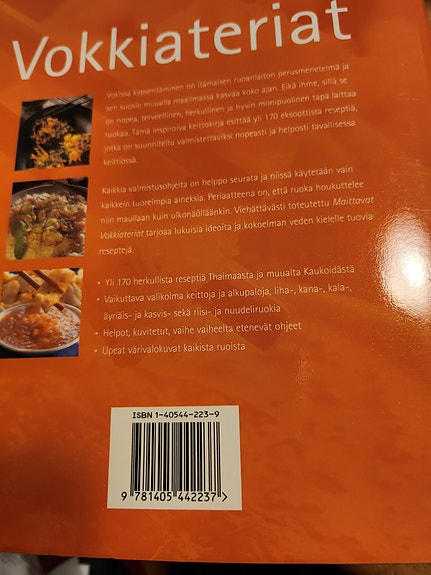 Vokkiateriat
Vokissa kypsentäminen on itämaisen ruoanlaiton perusmenetelmä ja
sen suosio muualla maailmassa kasvaa koko ajan. Eikä ihme, sillä se
on nopea, terveellinen, herkullinen ja hyvin monipuolinen tapa laittaa
ruokaa. Tämä inspiroiva keittokirja esittää yli 170 eksoottista reseptiä,
jotka on suunniteltu valmistettaviksi nopeasti ja helposti tavallisessa
keittiössä.
Kaikkia valmistusohjeita on helppo seurata ja niissä käytetään vain
kaikkein tuoreimpia aineksia. Periaatteena on, että ruoka houkuttelee
niin maullaan kuin ulkonäölläänkin. Viehättävästi toteutettu Maittavat
Vokkiateriat tarjoaa lukuisia ideoita ja kokoelman veden kielelle tuovia
reseptejä.
• Yli 170 herkullista reseptiä Thaimaasta ja muualta Kaukoidästä
• Vaikuttava valikoima keittoja ja alkupaloja, liha-, kana-, kala-,
äyriäis- ja kasvis- sekä riisi- ja nuudeliruokia
• Helpot, kuvitetut, vaihe vaiheelta etenevät ohjeet
• Upeat värivalokuvat kaikista ruoista
ISBN 1-40544-223-9
9 781405 442237 >